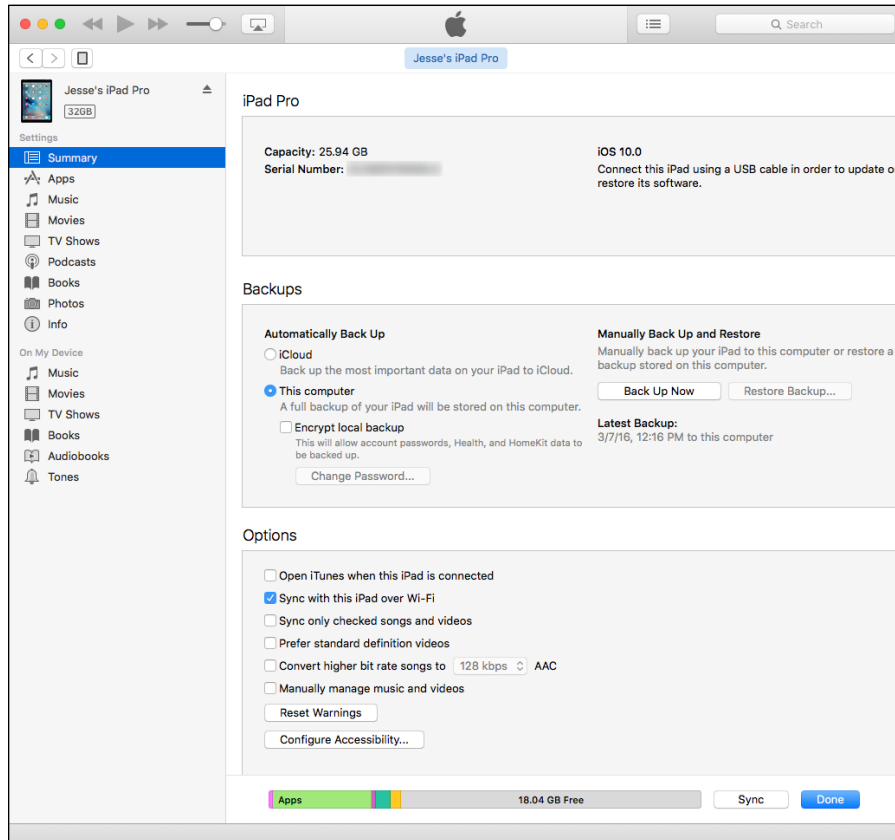 Search
Jesse's iPad Pro
Jesse's iPad Pro
32GB
Settings
Summary
Apps
Music
Movies
TV Shows
Podcasts
Books
Photos
Info
On My Device
Music
Movies
TV Shows
Books
Audiobooks
Tones
iPad Pro
Capacity: 25.94 GB
Serial Number:
iOS 10.0
Connect this iPad using a USB cable in order to update o
restore its software.
Backups
Automatically Back Up
iCloud
Back up the most important data on your iPad to iCloud.
This computer
A full backup of your iPad will be stored on this computer.
Encrypt local backup
This will allow account passwords, Health, and HomeKit data to
be backed up.
Change Password...
Manually Back Up and Restore
Manually back up your iPad to this computer or restore a
backup stored on this computer.
Back Up Now
Restore Backup...
Latest Backup:
3/7/16, 12:16 PM to this computer
Options
Open iTunes when this iPad is connected
Sync with this iPad over Wi-Fi
Sync only checked songs and videos
Prefer standard definition videos
Convert higher bit rate songs to 128 kbps AAC
Manually manage music and videos
Reset Warnings
Configure Accessibility...
Apps
18.04 GB Free
Sync
Done